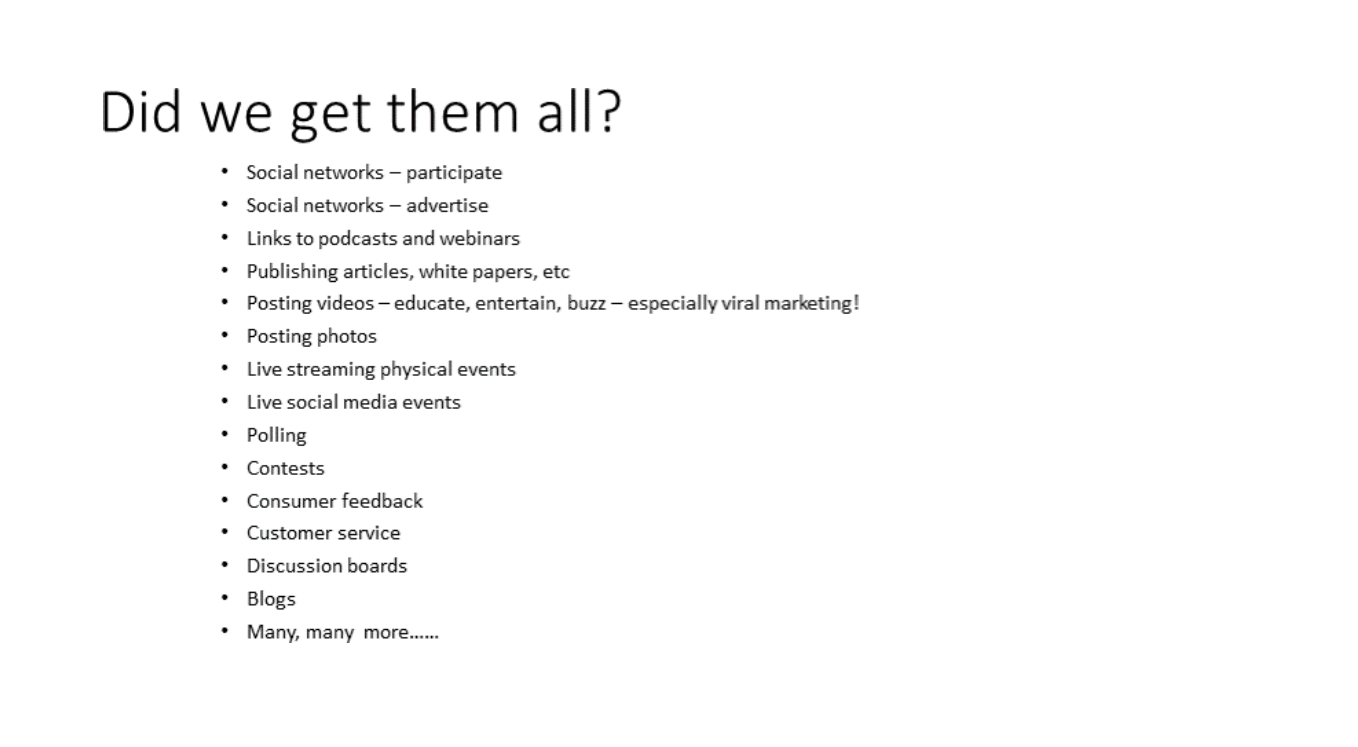 Did we get them all?
• Social networks – participate
• Social networks – advertise
• Links to podcasts and webinars
• Publishing articles, white papers, etc
• Posting videos – educate, entertain, buzz – especially viral marketing!
• Posting photos
• Live streaming physical events
• Live social media events
• Polling
• Contests
• Consumer feedback
• Customer service
• Discussion boards
• Blogs
• Many, many  more……